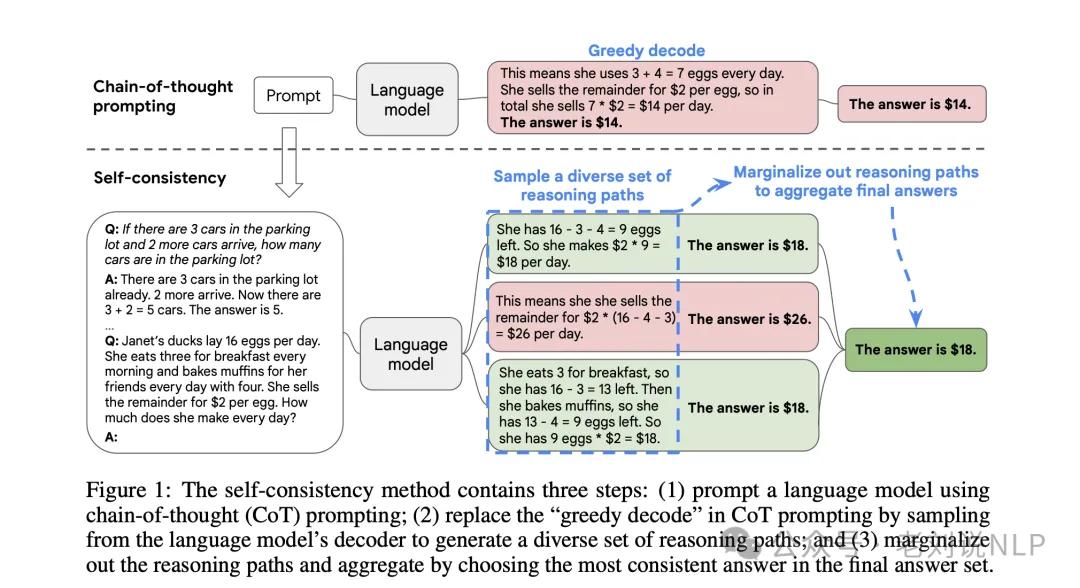 Greedy decode
Chain-of-thought
prompting
Prompt
Language
model
This means she uses 3 + 4 = 7 eggs every day.
She sells the remainder for $2 per egg, so in
total she sells 7 * $2 = $14 per day.
The answer is $14.
The answer is $14.
Self-consistency
Sample a diverse set of
reasoning paths
Marginalize out reasoning paths
to aggregate final answers
Q: If there are 3 cars in the parking
lot and 2 more cars arrive, how many
cars are in the parking lot?
A: There are 3 cars in the parking lot
already. 2 more arrive. Now there are
3 + 2 = 5 cars. The answer is 5.
...
Q: Janet's ducks lay 16 eggs per day.
She eats three for breakfast every
morning and bakes muffins for her
friends every day with four. She sells
the remainder for $2 per egg. How
much does she make every day?
A:
Language
model
She has 16 - 3 - 4 = 9 eggs
left. So she makes $2 * 9 =
$18 per day.
The answer is $18.
This means she she sells the
remainder for $2 * (16 - 4 - 3)
= $26 per day.
The answer is $26.
She eats 3 for breakfast, so
she has 16 - 3 = 13 left. Then
she bakes muffins, so she
has 13 - 4 = 9 eggs left. So
she has 9 eggs * $2 = $18.
The answer is $18.
The answer is $18.
Figure 1: The self-consistency method contains three steps: (1) prompt a language model using
chain-of-thought (CoT) prompting; (2) replace the “greedy decode” in CoT prompting by sampling
from the language model's decoder to generate a diverse set of reasoning paths; and (3) marginalize
out the reasoning paths and aggregate by choosing the most consistent answer in the final answer set.
公众号 · 老刘说NLP